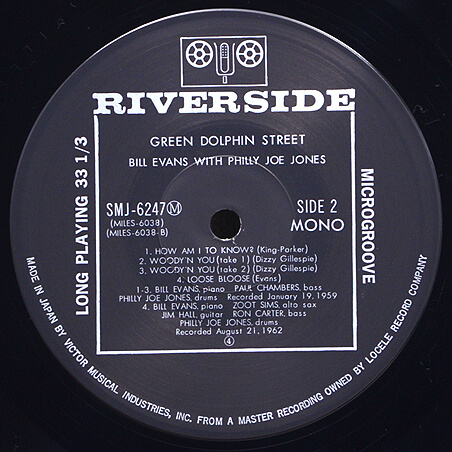 RIVERSIDE
GREEN DOLPHIN STREET
BILL EVANS WITH PHILLY JOE JONES
LONG PLAYING 33 1/3
MICROGROOVE
SMJ-6247 Ⓜ
(MILES-6038)
(MILES-6038-B)
SIDE 2
MONO
1. HOW AM I TO KNOW? (King-Parker)
2. WOODY'N YOU (take 1) (Dizzy Gillespie)
3. WOODY'N YOU (take 2) (Dizzy Gillespie)
4. LOOSE BLOOSE (Evans)
1-3. BILL EVANS, piano PAUL CHAMBERS, bass
PHILLY JOE JONES, drums Recorded January 19, 1959
4. BILL EVANS, piano ZOOT SIMS, alto sax
JIM HALL, guitar RON CARTER, bass
PHILLY JOE JONES, drums
Recorded August 21, 1962
④
MADE IN JAPAN BY VICTOR MUSICAL INDUSTRIES, INC. FROM A MASTER RECORDING OWNED BY LOCELE RECORD COMPANY